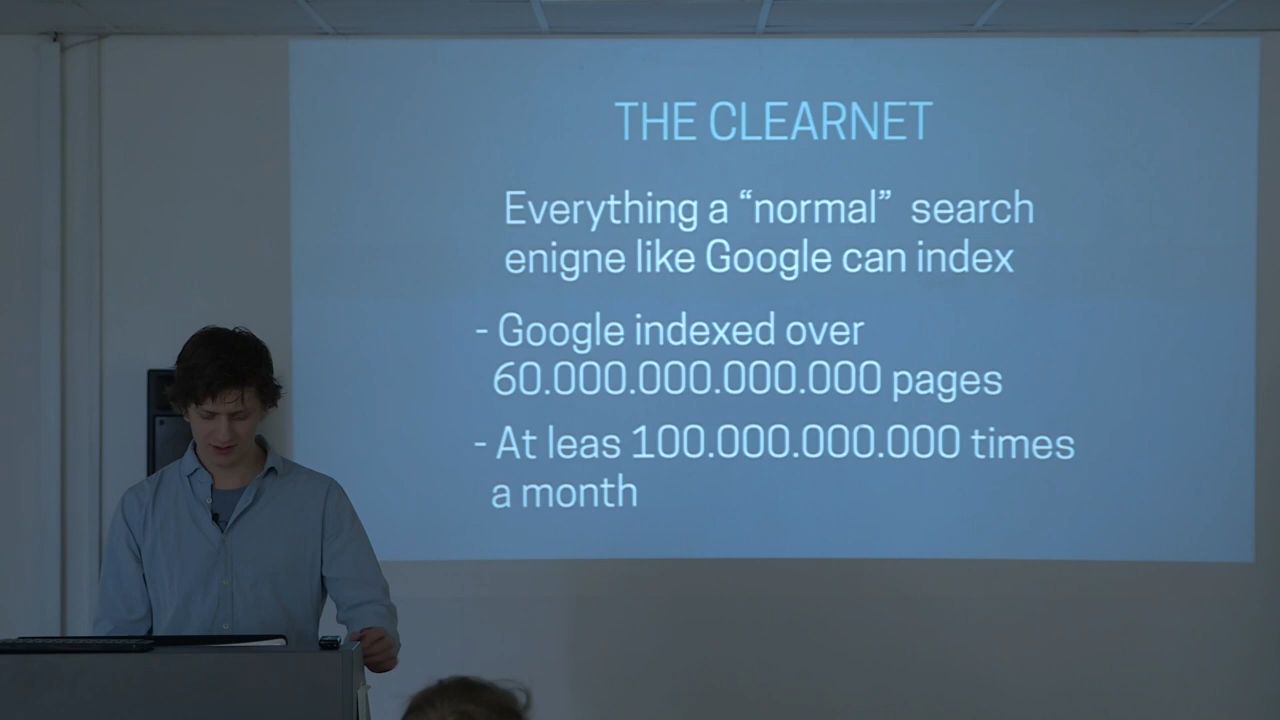 THE CLEARNET
Everything a “normal” search
enigne like Google can index
- Google indexed over
60.000.000.000.000 pages
- At leas 100.000.000.000 times
a month